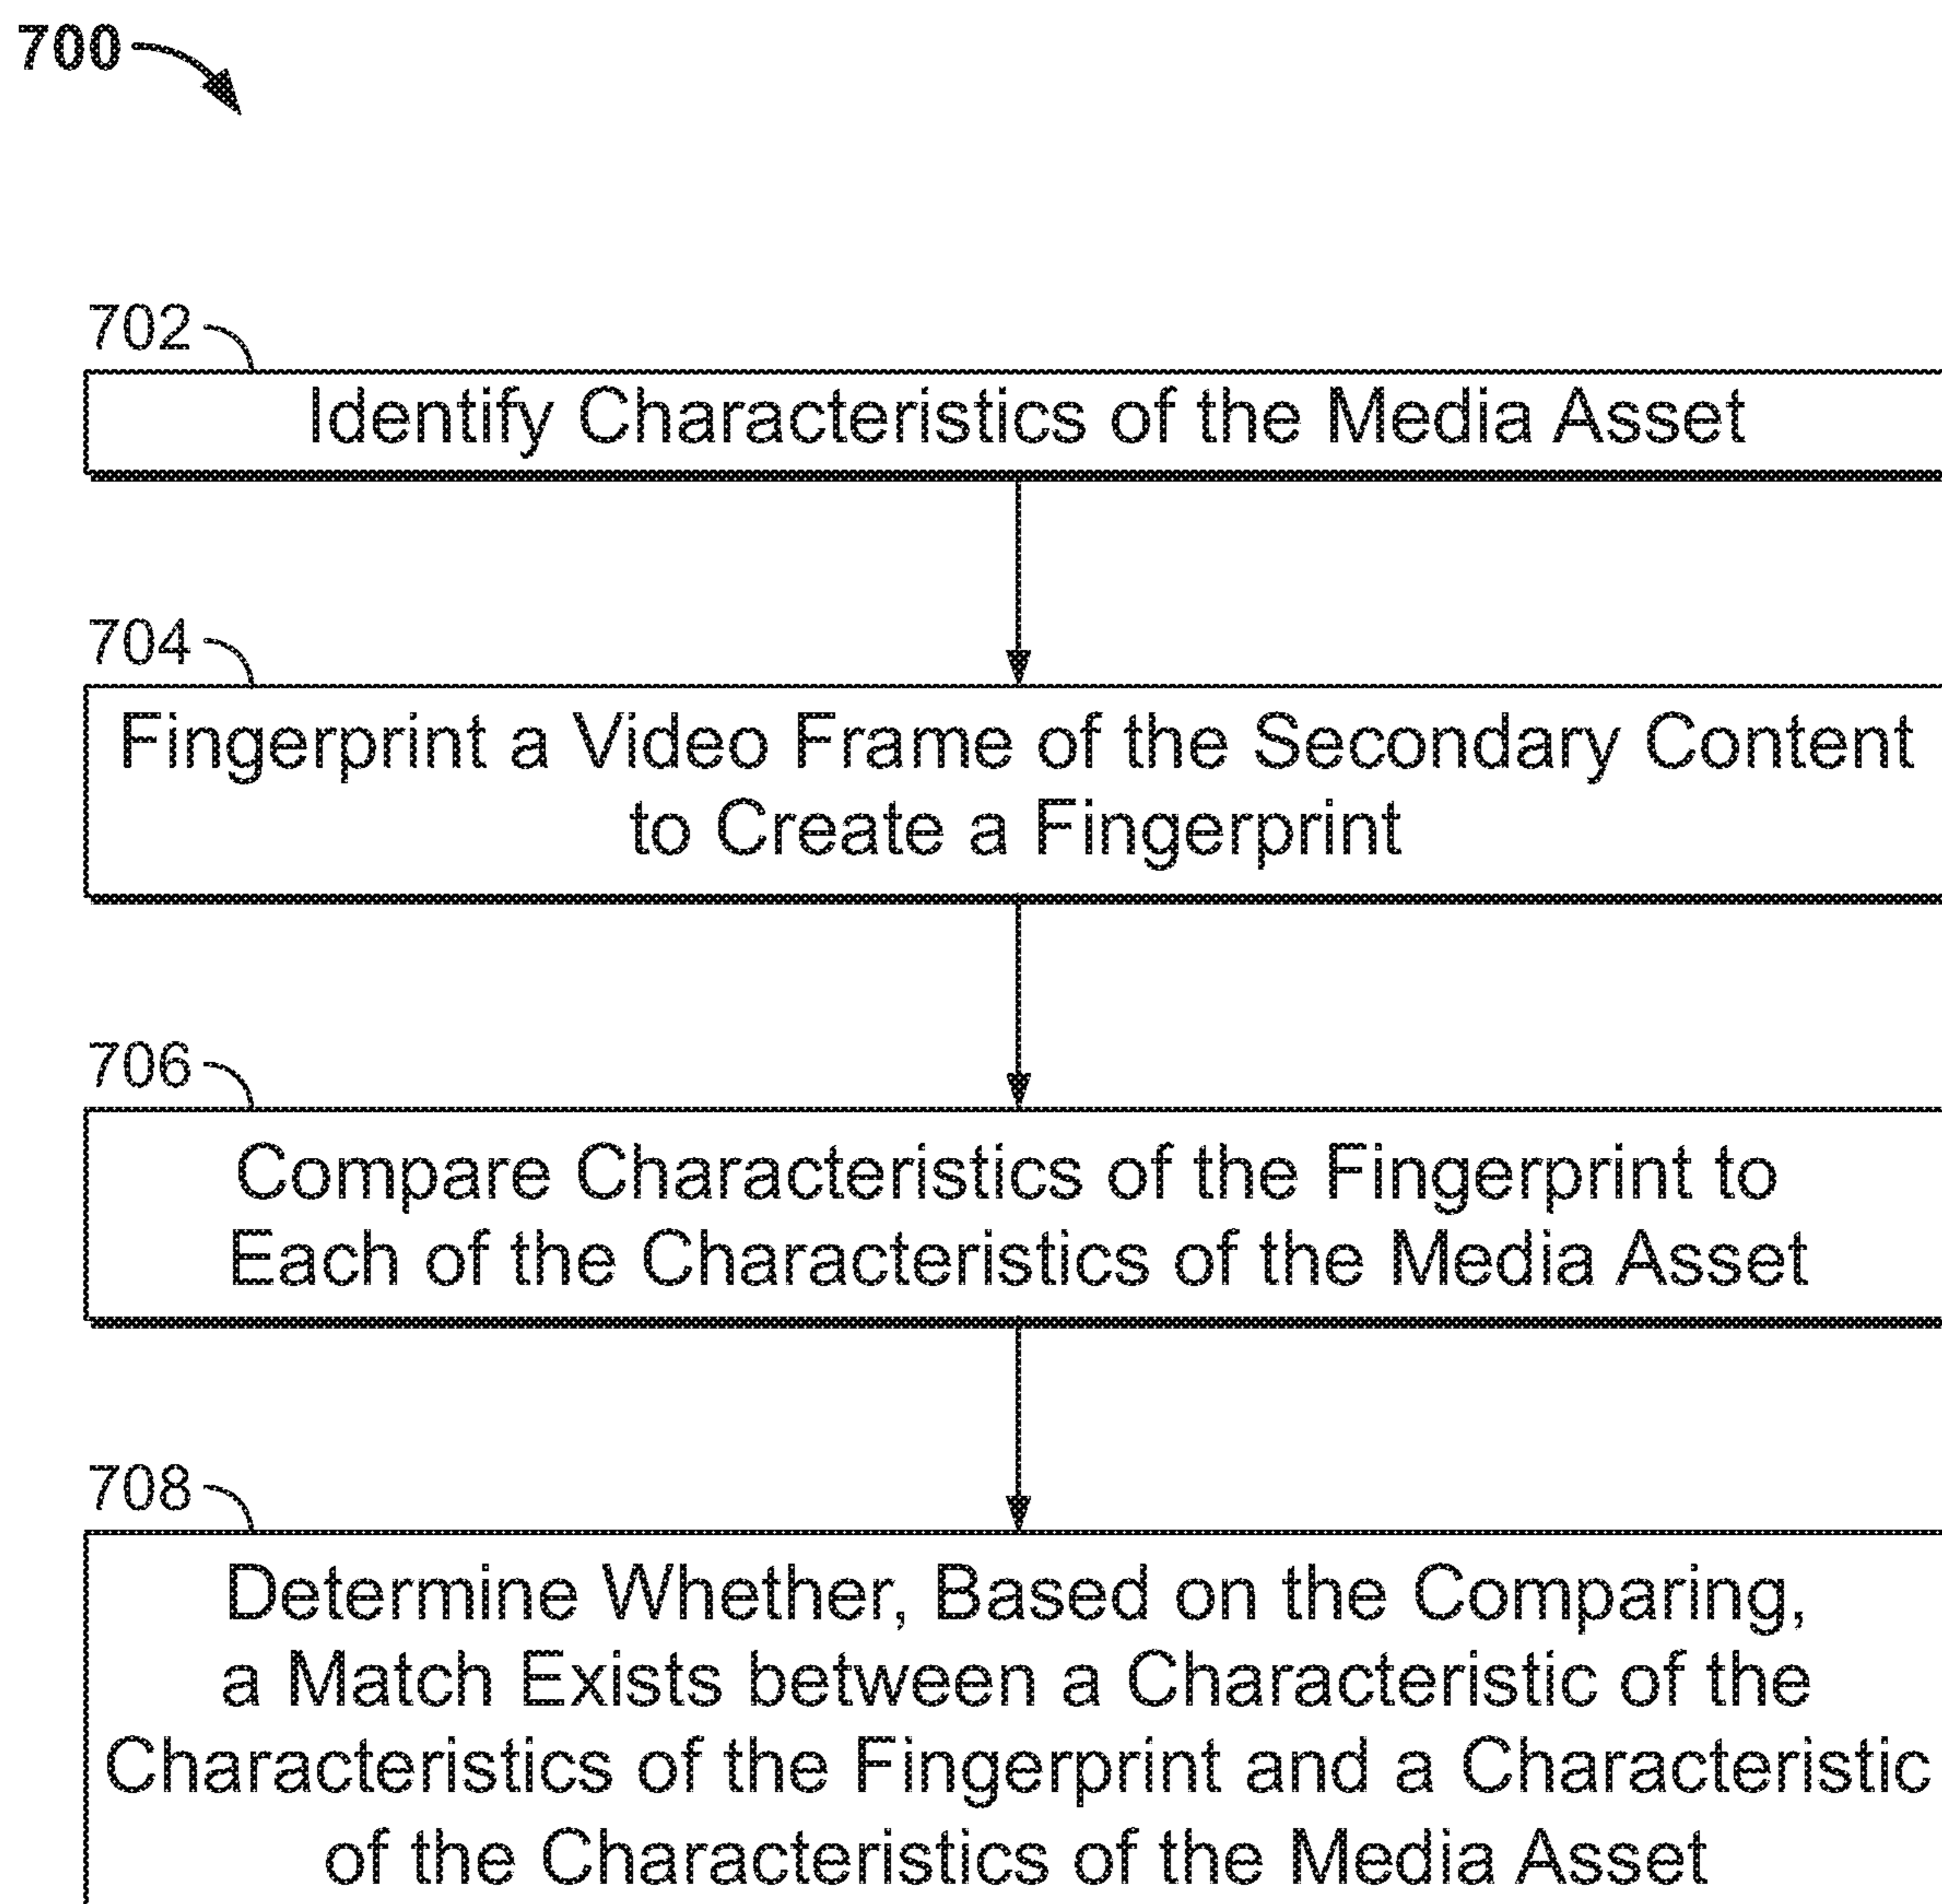 700
702
Identify Characteristics of the Media Asset
704
Fingerprint a Video Frame of the Secondary Content
to Create a Fingerprint
706
Compare Characteristics of the Fingerprint to
Each of the Characteristics of the Media Asset
708
Determine Whether, Based on the Comparing,
a Match Exists between a Characteristic of the
Characteristics of the Fingerprint and a Characteristic
of the Characteristics of the Media Asset